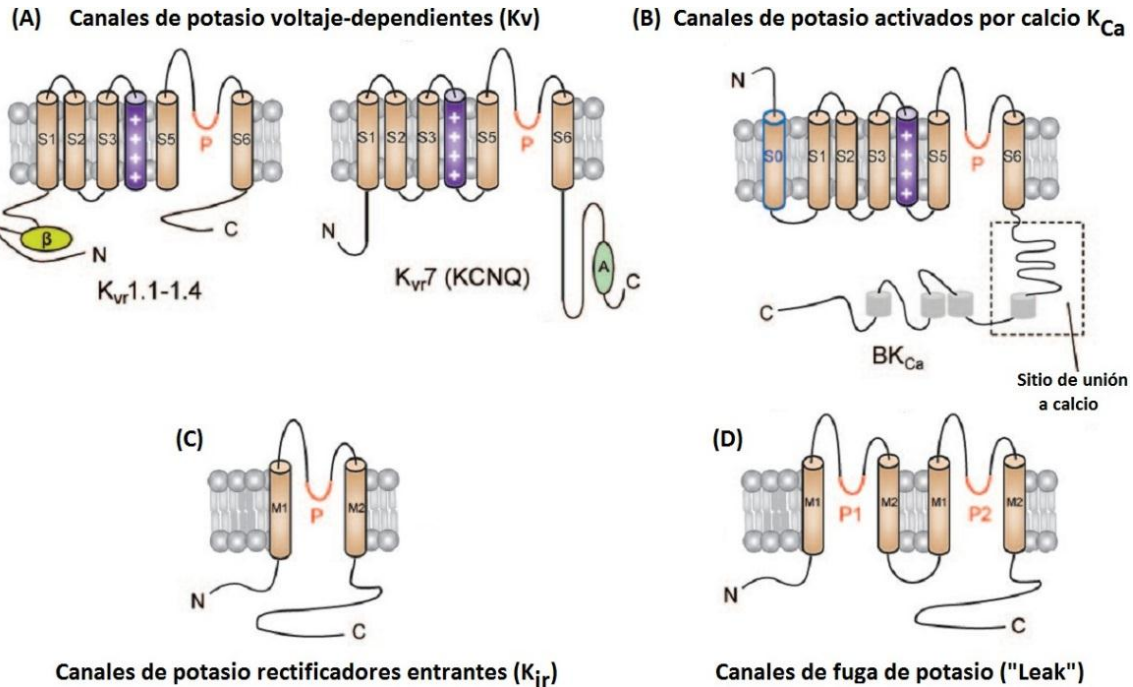 (A) Canales de potasio voltaje-dependientes (Kv)
S1 S2 S3 + + + + S5 P S6
β
N
C
Kvr1.1-1.4
S1 S2 S3 + + + + S5 P S6
N
A
C
Kvr7 (KCNQ)
(B) Canales de potasio activados por calcio KCa
N
S0 S1 S2 S3 + + + + S5 P S6
C
BKCa
Sitio de unión
a calcio
(C)
M1 P M2
N
C
Canales de potasio rectificadores entrantes (Kir)
(D)
M1 P1 M2 M1 P2 M2
N
C
Canales de fuga de potasio ("Leak")